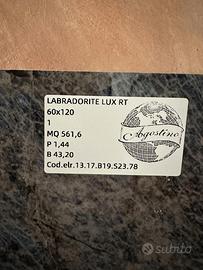 LABRADORITE LUX RT
60x120
1
MQ 561,6
P 1,44
B 43,20
Cod.elr.13.17.B19.S23.78
Agostino
subito